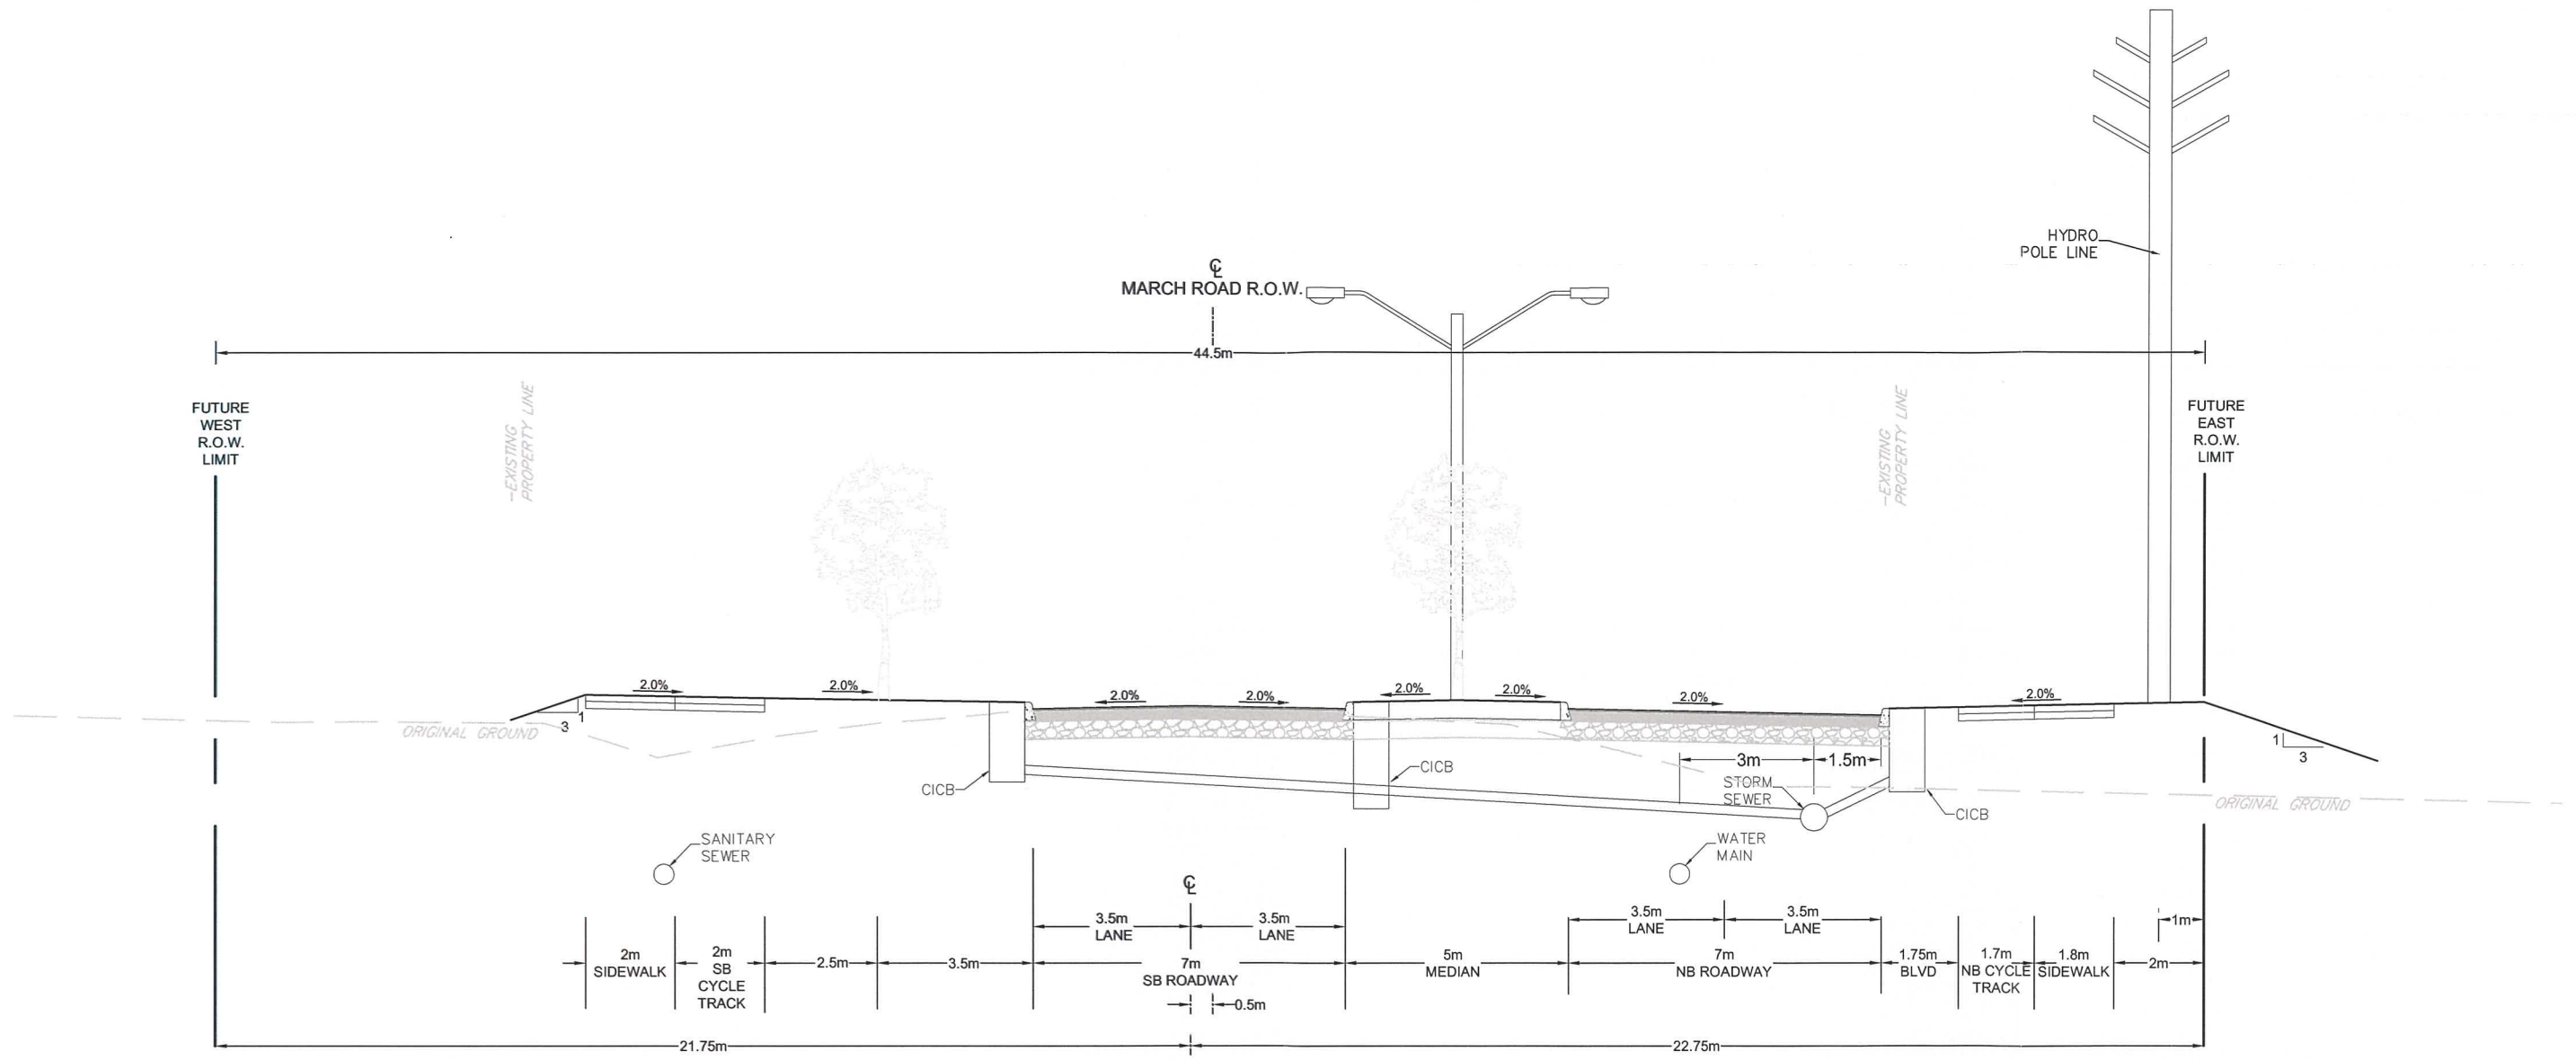 HYDRO
POLE LINE
℄
MARCH ROAD R.O.W.
44.5m
FUTURE
WEST
R.O.W.
LIMIT
EXISTING
PROPERTY LINE
EXISTING
PROPERTY LINE
FUTURE
EAST
R.O.W.
LIMIT
2.0%
2.0%
2.0%
2.0%
2.0%
2.0%
2.0%
2.0%
1
3
ORIGINAL GROUND
1
3
3m
1.5m
CICB
CICB
STORM
SEWER
CICB
ORIGINAL GROUND
SANITARY
SEWER
WATER
MAIN
℄
3.5m
LANE
3.5m
LANE
3.5m
LANE
3.5m
LANE
1m
2m
SIDEWALK
2m
SB
CYCLE
TRACK
2.5m
3.5m
7m
SB ROADWAY
5m
MEDIAN
7m
NB ROADWAY
1.75m
BLVD
1.7m
NB CYCLE
TRACK
1.8m
SIDEWALK
2m
0.5m
21.75m
22.75m